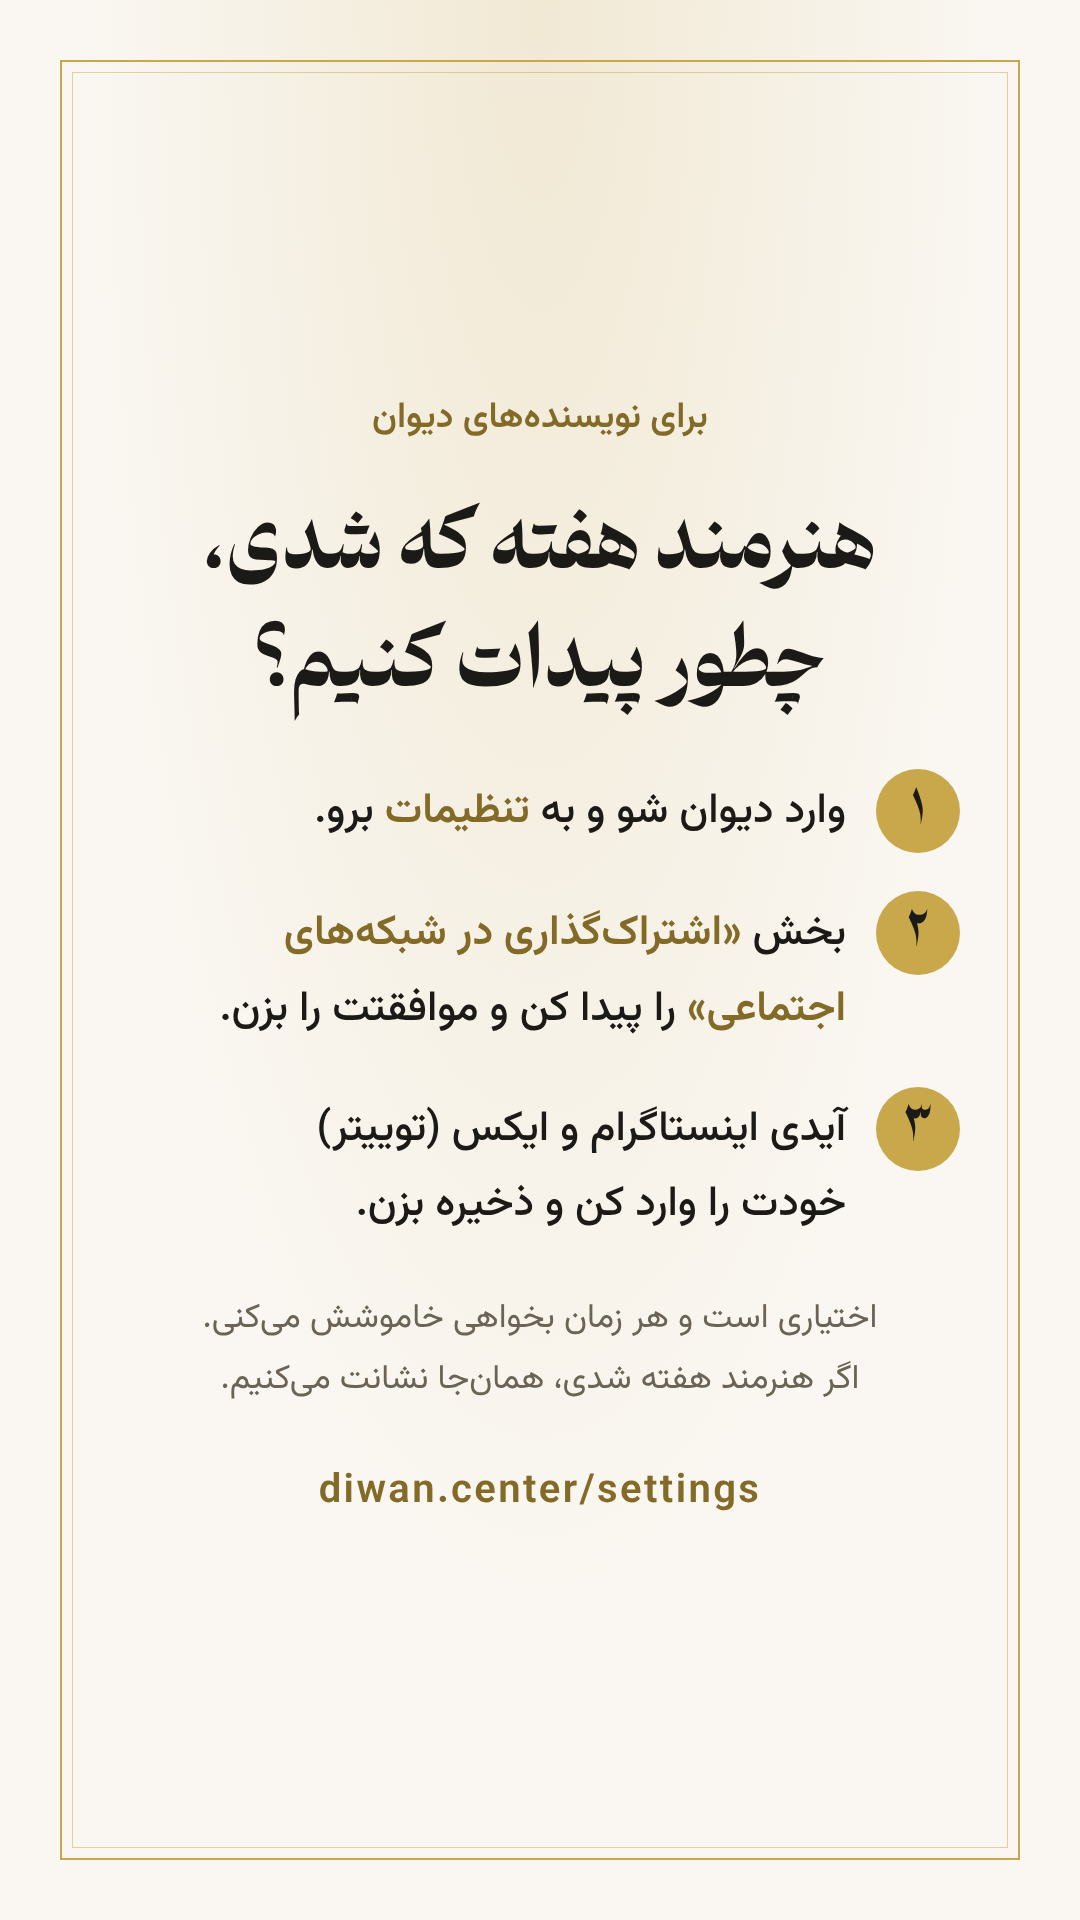 برای نویسنده‌های دیوان
هنرمند هفته که شدی،
چطور پیدات کنیم؟
۱ وارد دیوان شو و به تنظیمات برو.
۲ بخش «اشتراک‌گذاری در شبکه‌های
اجتماعی» را پیدا کن و موافقتت را بزن.
۳ آیدی اینستاگرام و ایکس (توییتر)
خودت را وارد کن و ذخیره بزن.
اختیاری است و هر زمان بخواهی خاموشش می‌کنی.
اگر هنرمند هفته شدی، همان‌جا نشانت می‌کنیم.
diwan.center/settings